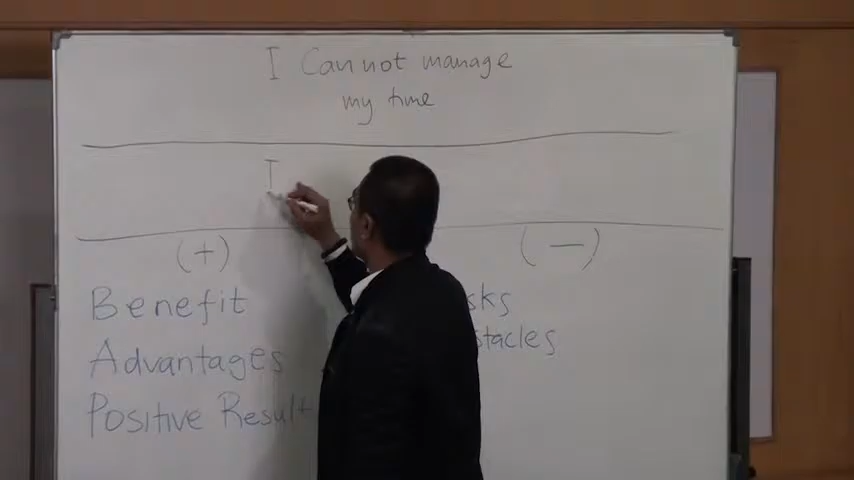 I Cannot manage
my time
I
(+)
(—)
Benefit
sks
Advantages
stacles
Positive Result